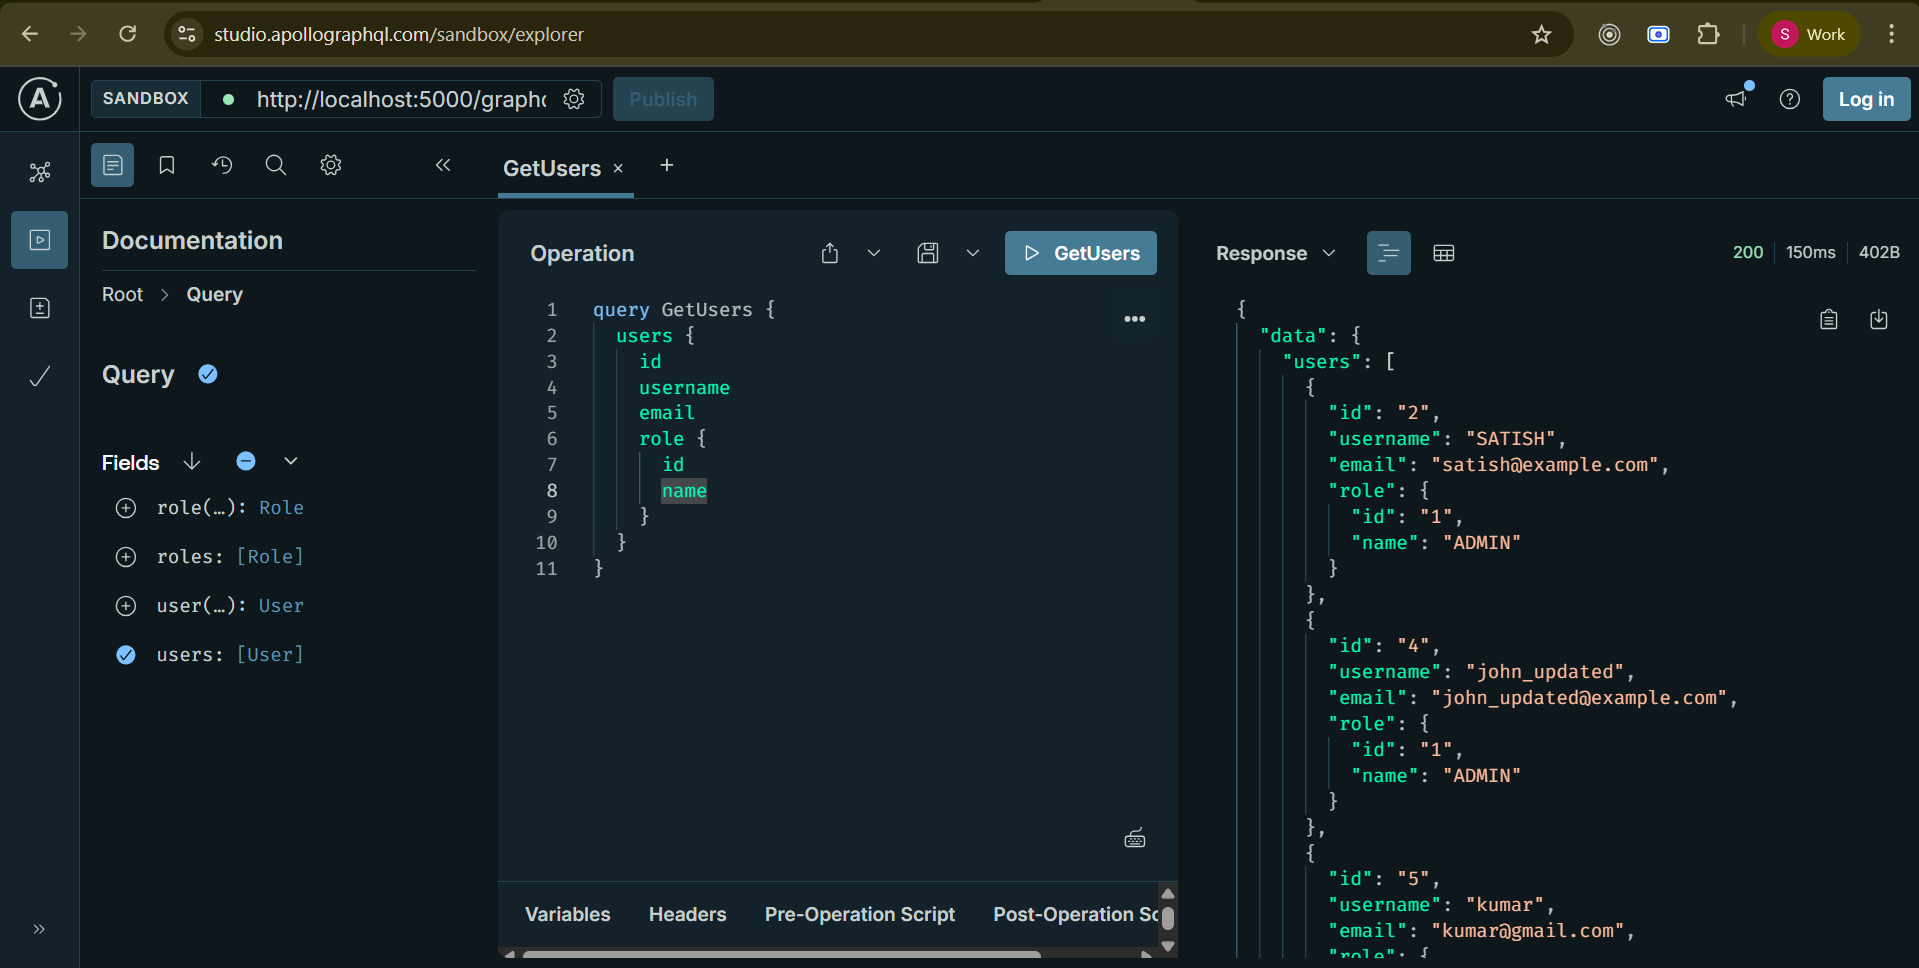 studio.apollographql.com/sandbox/explorer
S Work
A SANDBOX http://localhost:5000/graph Publish Log in
GetUsers × +
Documentation
Root > Query
Query
Fields
role(…): Role
roles: [Role]
user(…): User
users: [User]
Operation GetUsers
1 query GetUsers {
2 users {
3 id
4 username
5 email
6 role {
7 id
8 name
9 }
10 }
11 }
Variables Headers Pre-Operation Script Post-Operation Sc
Response 200 150ms 402B
{
"data": {
"users": [
{
"id": "2",
"username": "SATISH",
"email": "satish@example.com",
"role": {
"id": "1",
"name": "ADMIN"
}
},
{
"id": "4",
"username": "john_updated",
"email": "john_updated@example.com",
"role": {
"id": "1",
"name": "ADMIN"
}
},
{
"id": "5",
"username": "kumar",
"email": "kumar@gmail.com",
"role": {